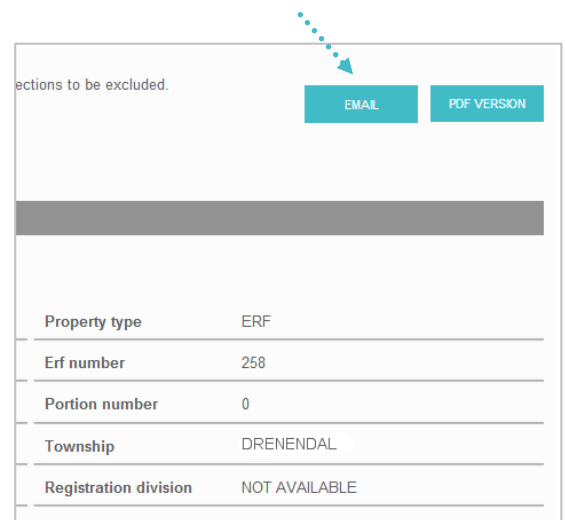 ections to be excluded.
EMAIL PDF VERSION
Property type ERF
Erf number 258
Portion number 0
Township DRENENDAL
Registration division NOT AVAILABLE